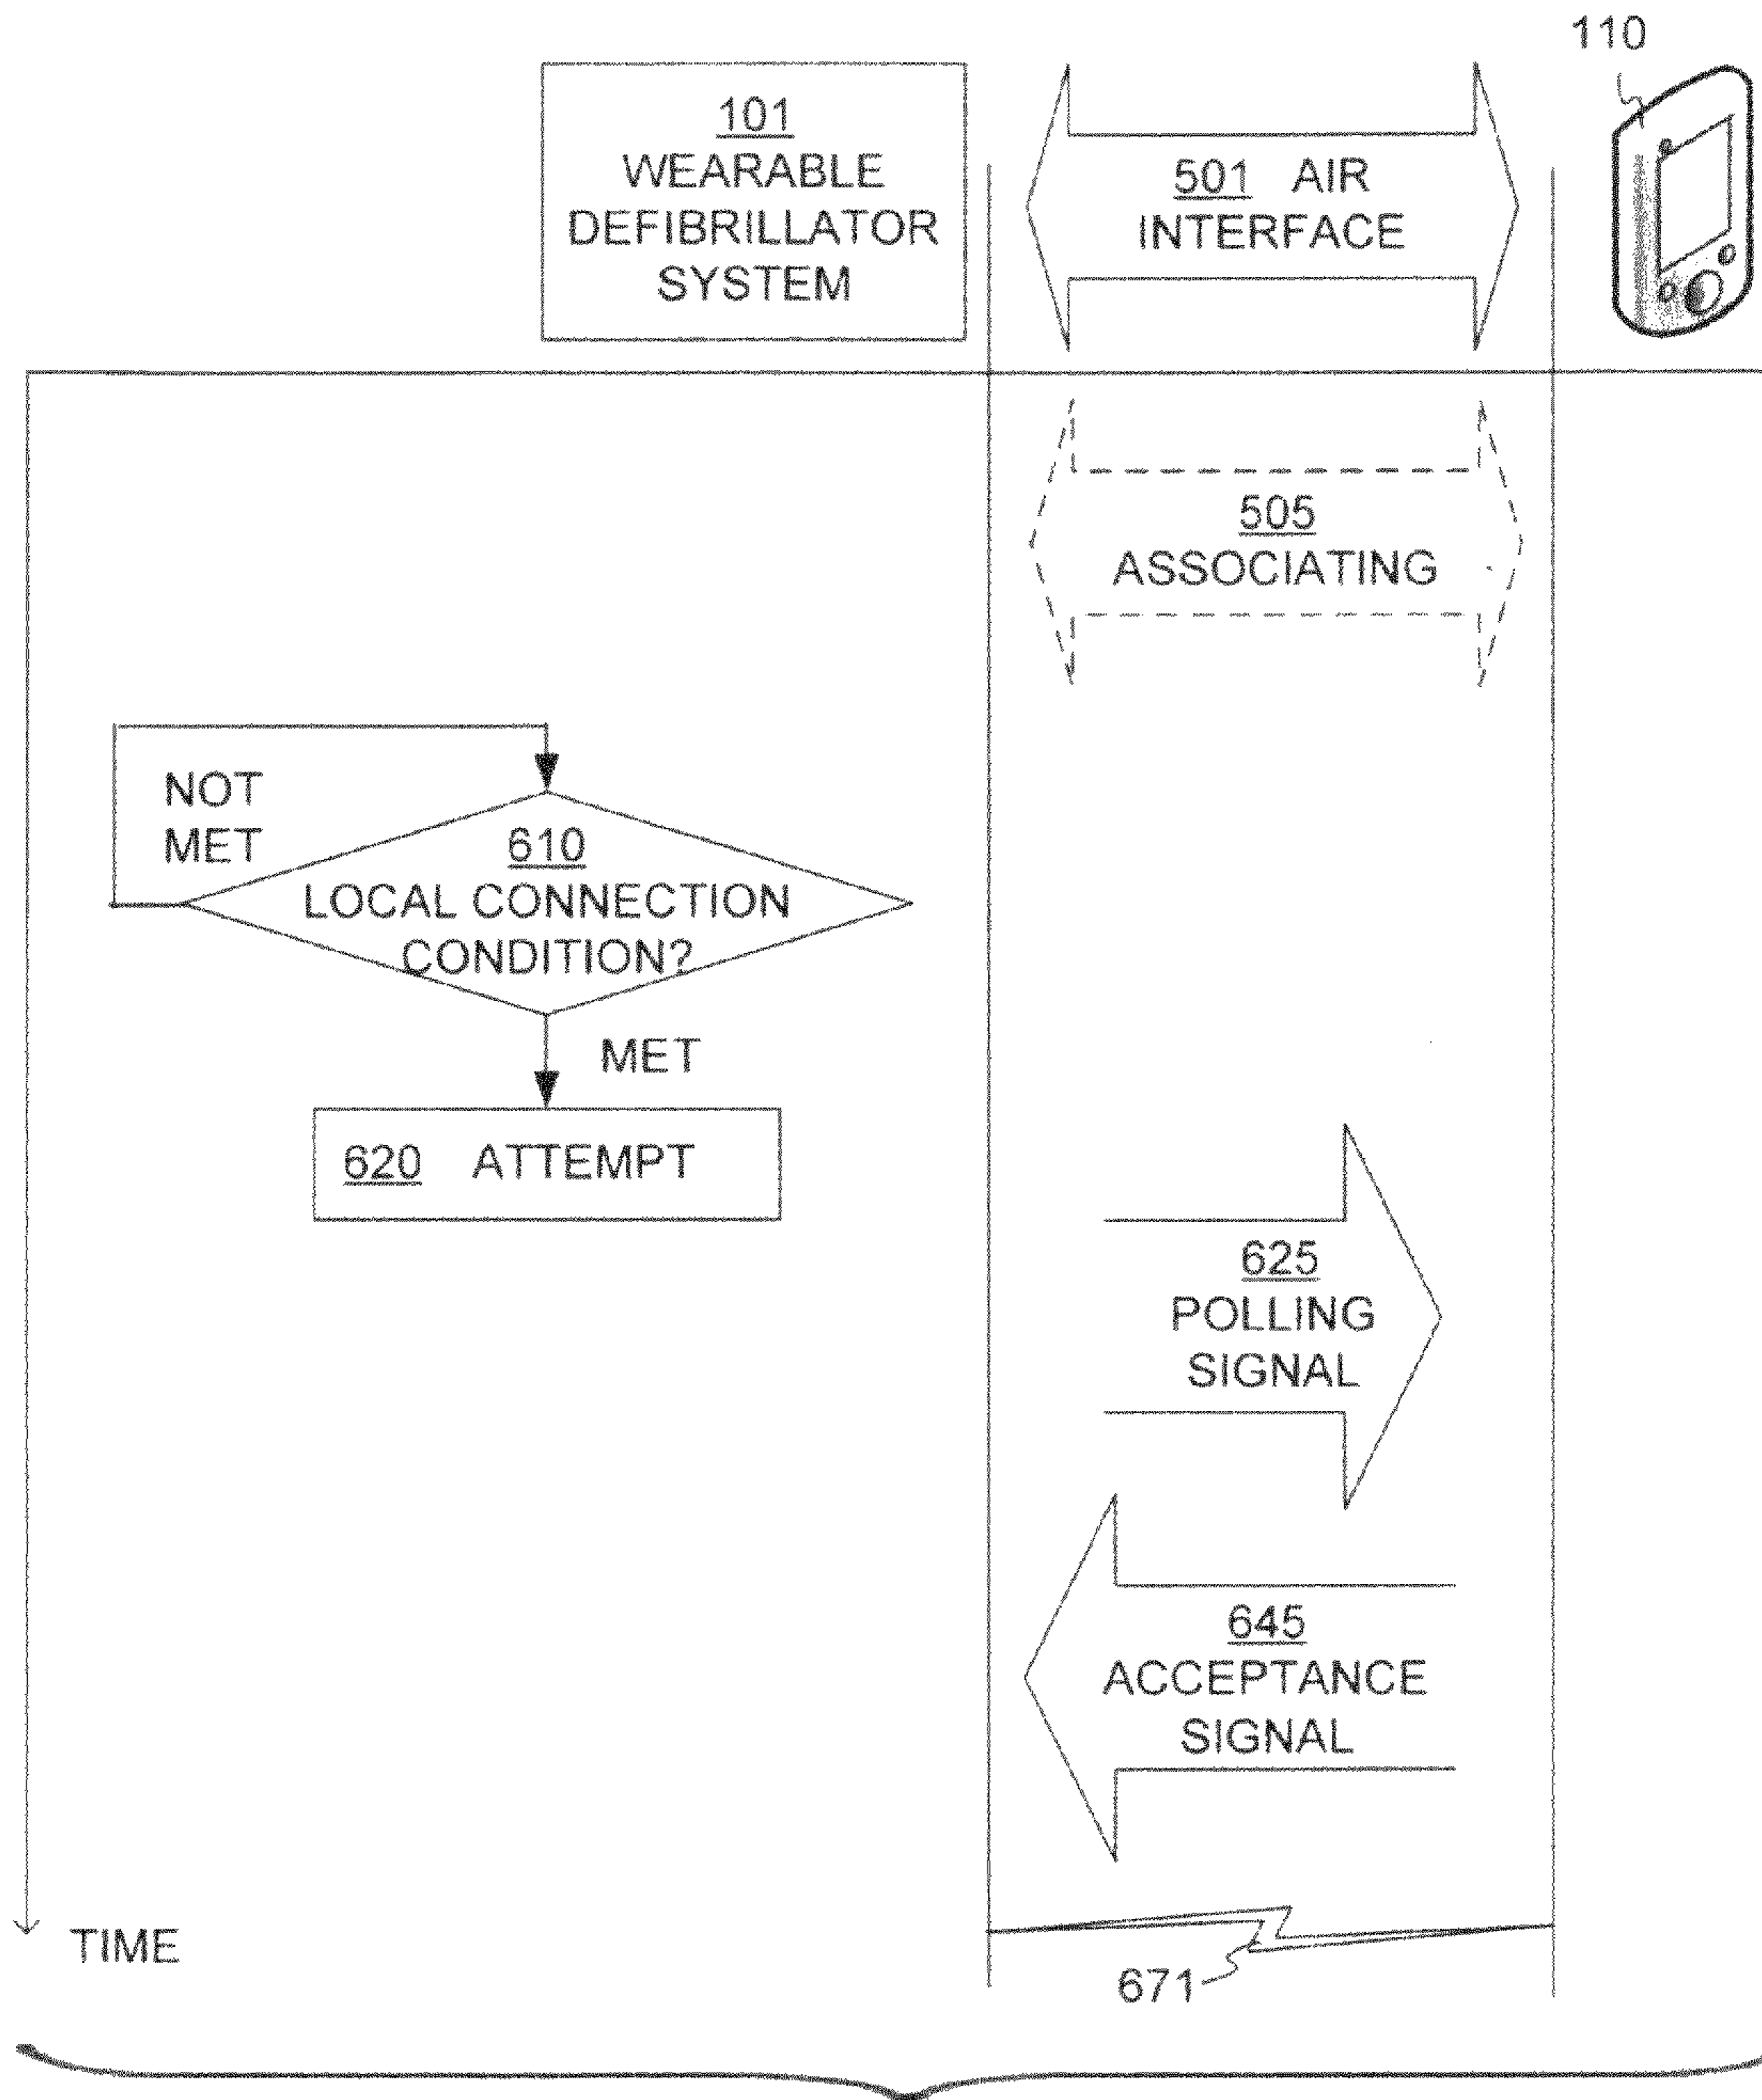 110
101
WEARABLE
DEFIBRILLATOR
SYSTEM
501 AIR
INTERFACE
505
ASSOCIATING
NOT
MET
610
LOCAL CONNECTION
CONDITION?
MET
620 ATTEMPT
625
POLLING
SIGNAL
645
ACCEPTANCE
SIGNAL
TIME
671